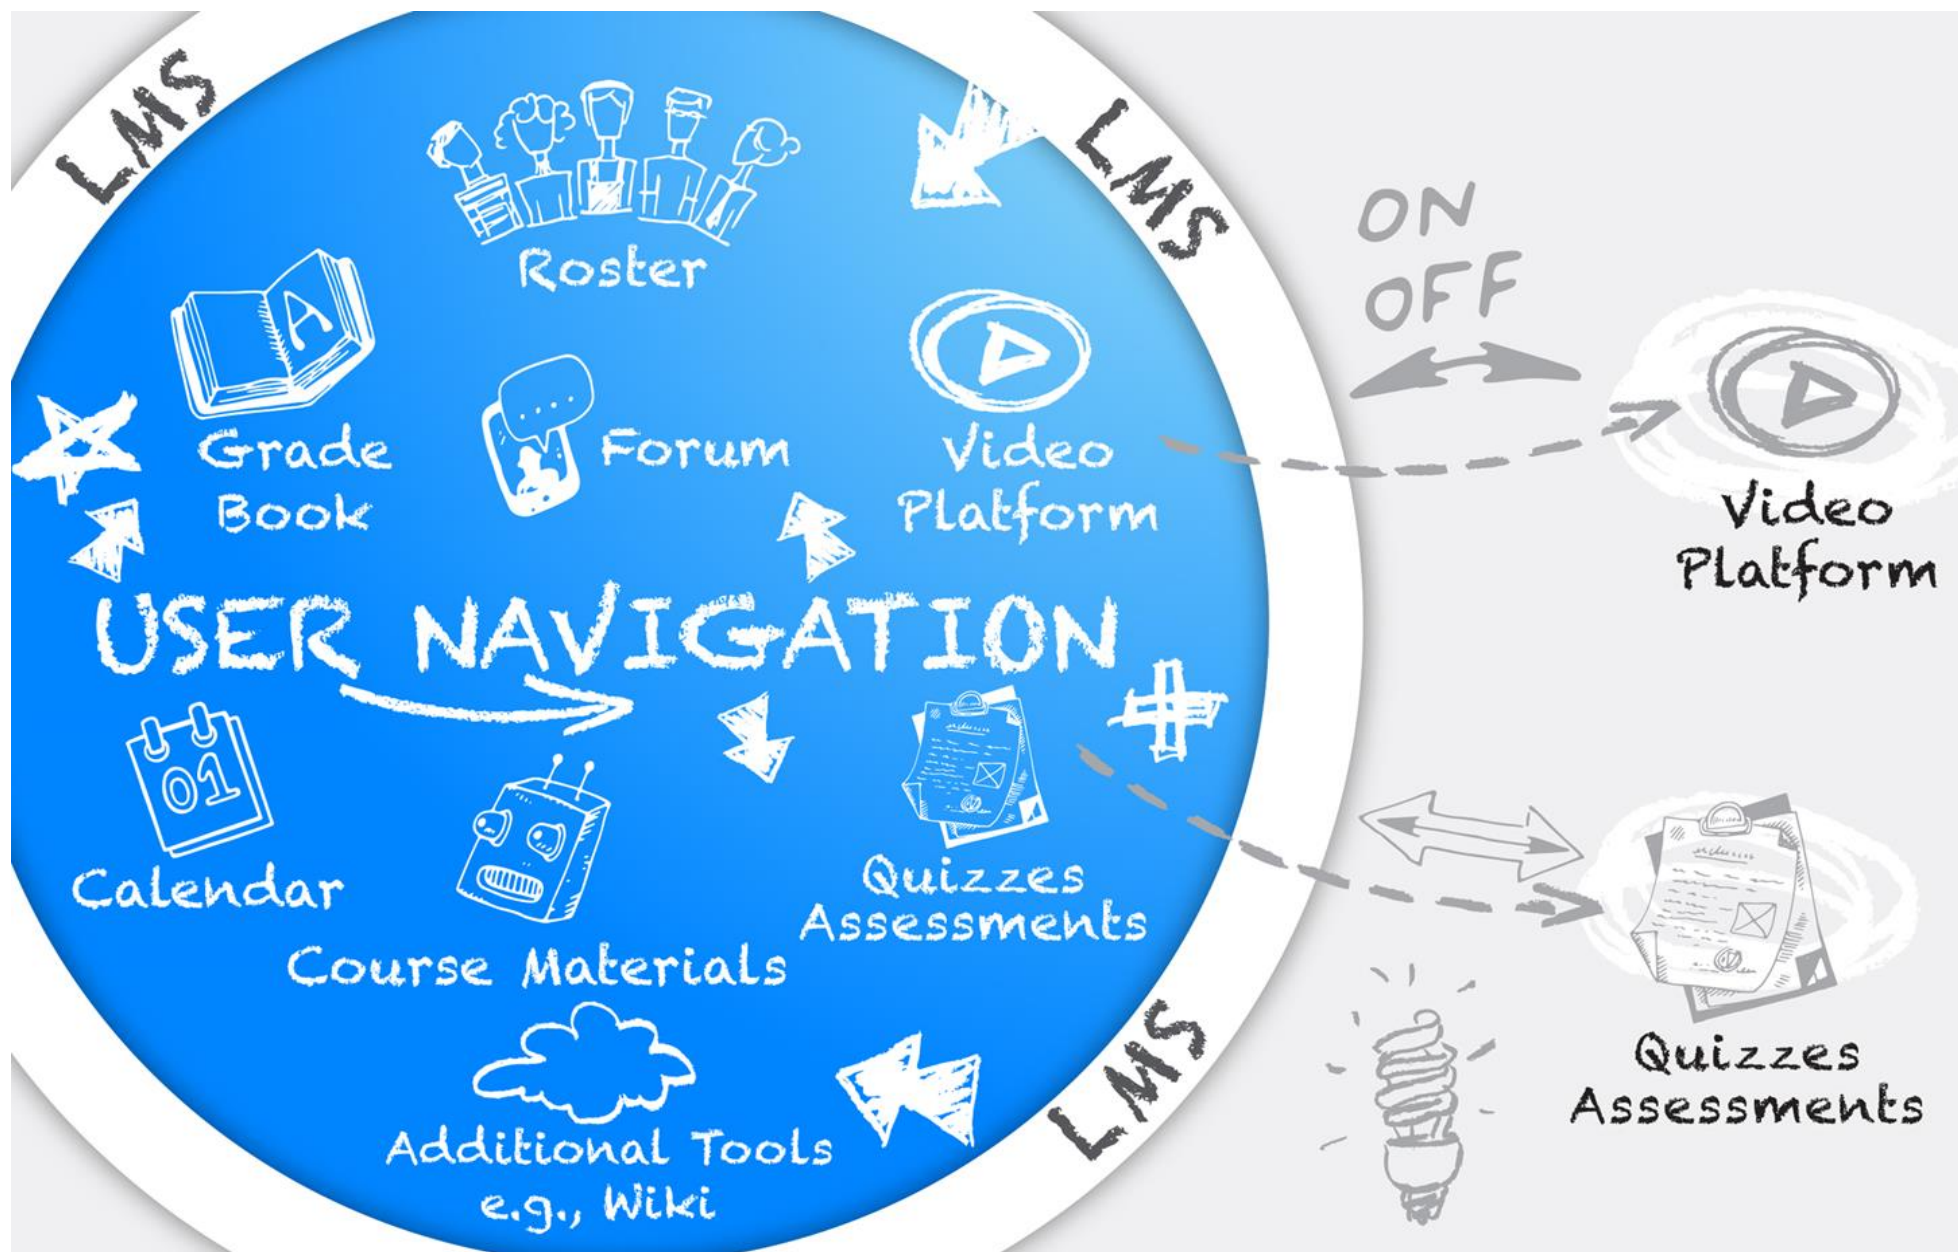 LMS
LMS
ON
OFF
Roster
A
Grade
Book
Forum
Video
Platform
Video
Platform
USER NAVIGATION
01
Calendar
Course Materials
Quizzes
Assessments
Quizzes
Assessments
LMS
Additional Tools
e.g., Wiki